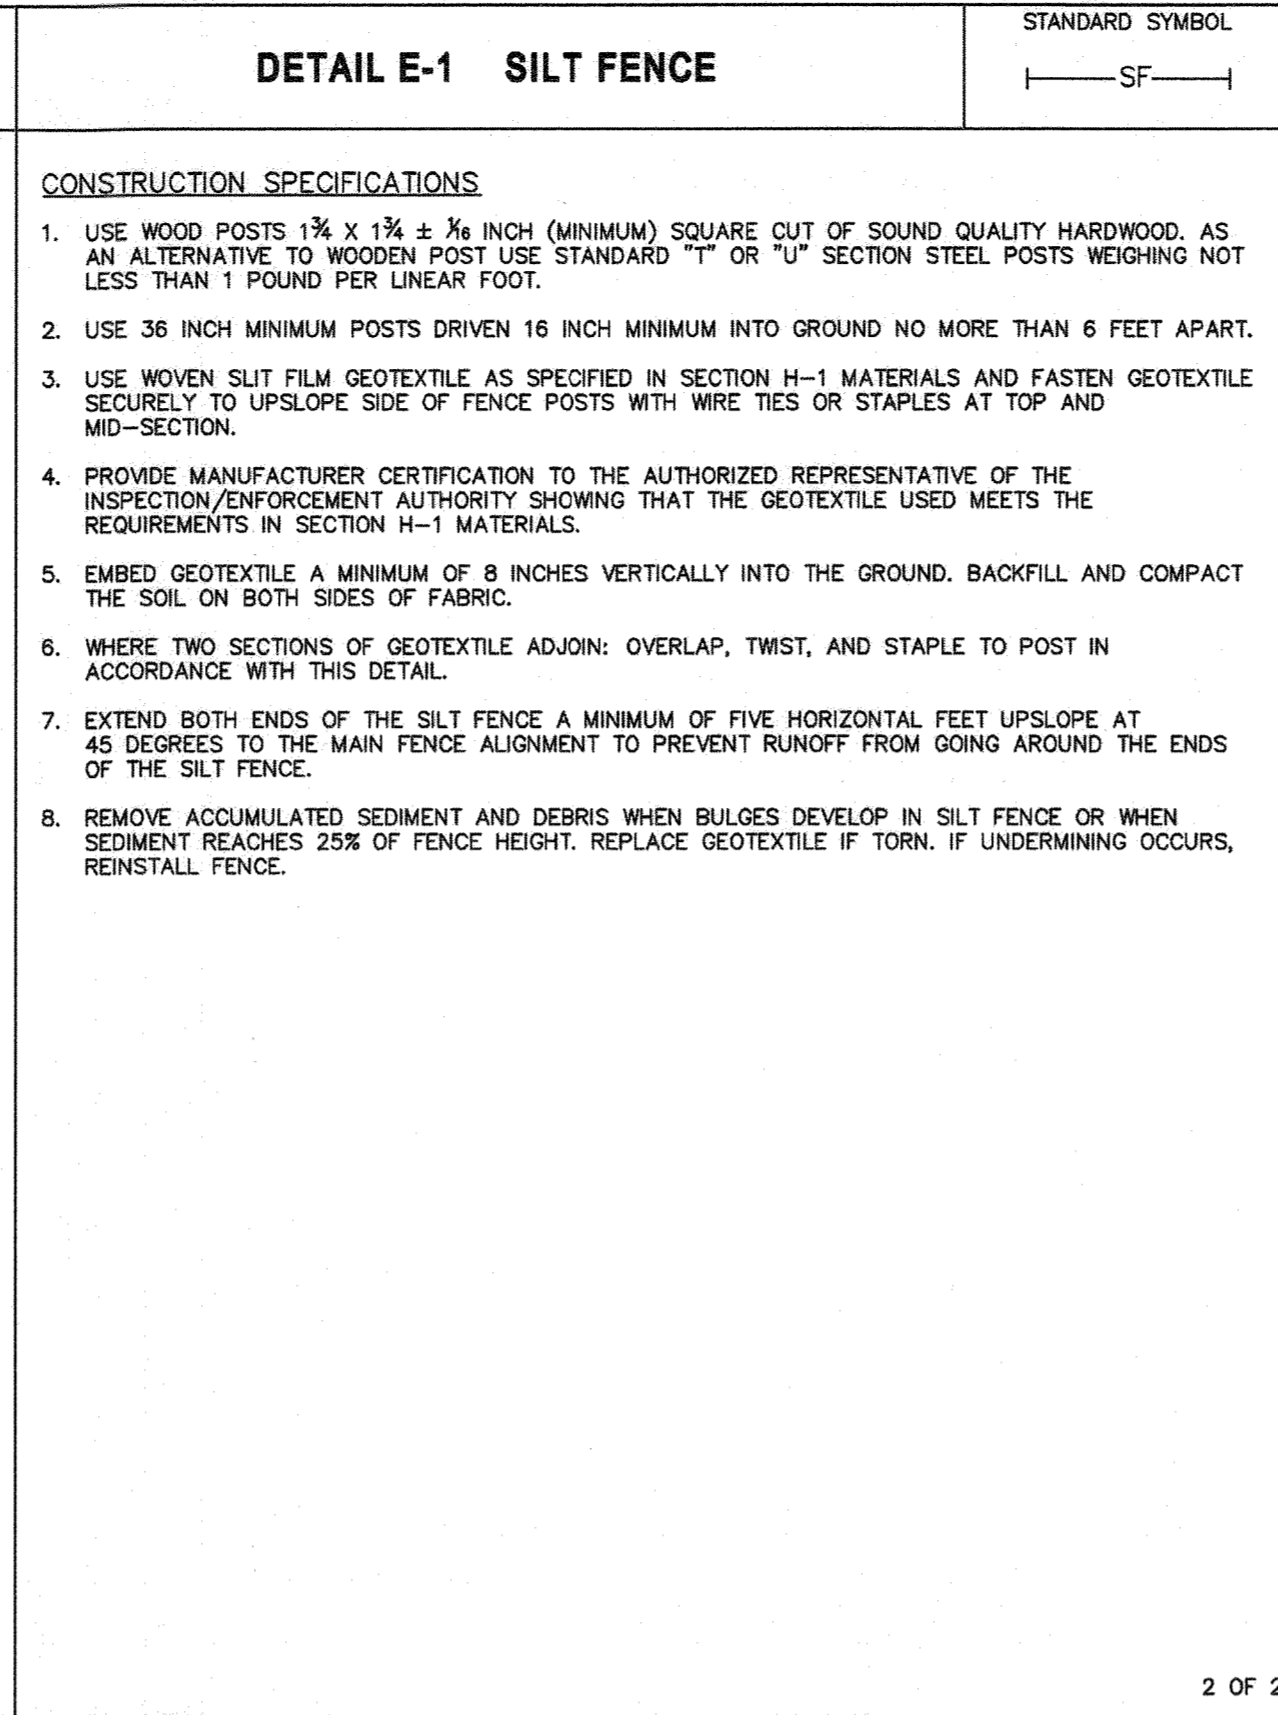 DETAIL E-1 SILT FENCE
STANDARD SYMBOL
SF
CONSTRUCTION SPECIFICATIONS
1. USE WOOD POSTS 1¾ X 1¾ ± 1⁄16 INCH (MINIMUM) SQUARE CUT OF SOUND QUALITY HARDWOOD. AS
AN ALTERNATIVE TO WOODEN POST USE STANDARD "T" OR "U" SECTION STEEL POSTS WEIGHING NOT
LESS THAN 1 POUND PER LINEAR FOOT.
2. USE 36 INCH MINIMUM POSTS DRIVEN 16 INCH MINIMUM INTO GROUND NO MORE THAN 6 FEET APART.
3. USE WOVEN SLIT FILM GEOTEXTILE AS SPECIFIED IN SECTION H-1 MATERIALS AND FASTEN GEOTEXTILE
SECURELY TO UPSLOPE SIDE OF FENCE POSTS WITH WIRE TIES OR STAPLES AT TOP AND
MID-SECTION.
4. PROVIDE MANUFACTURER CERTIFICATION TO THE AUTHORIZED REPRESENTATIVE OF THE
INSPECTION/ENFORCEMENT AUTHORITY SHOWING THAT THE GEOTEXTILE USED MEETS THE
REQUIREMENTS IN SECTION H-1 MATERIALS.
5. EMBED GEOTEXTILE A MINIMUM OF 8 INCHES VERTICALLY INTO THE GROUND. BACKFILL AND COMPACT
THE SOIL ON BOTH SIDES OF FABRIC.
6. WHERE TWO SECTIONS OF GEOTEXTILE ADJOIN: OVERLAP, TWIST, AND STAPLE TO POST IN
ACCORDANCE WITH THIS DETAIL.
7. EXTEND BOTH ENDS OF THE SILT FENCE A MINIMUM OF FIVE HORIZONTAL FEET UPSLOPE AT
45 DEGREES TO THE MAIN FENCE ALIGNMENT TO PREVENT RUNOFF FROM GOING AROUND THE ENDS
OF THE SILT FENCE.
8. REMOVE ACCUMULATED SEDIMENT AND DEBRIS WHEN BULGES DEVELOP IN SILT FENCE OR WHEN
SEDIMENT REACHES 25% OF FENCE HEIGHT. REPLACE GEOTEXTILE IF TORN. IF UNDERMINING OCCURS,
REINSTALL FENCE.
2 OF 2